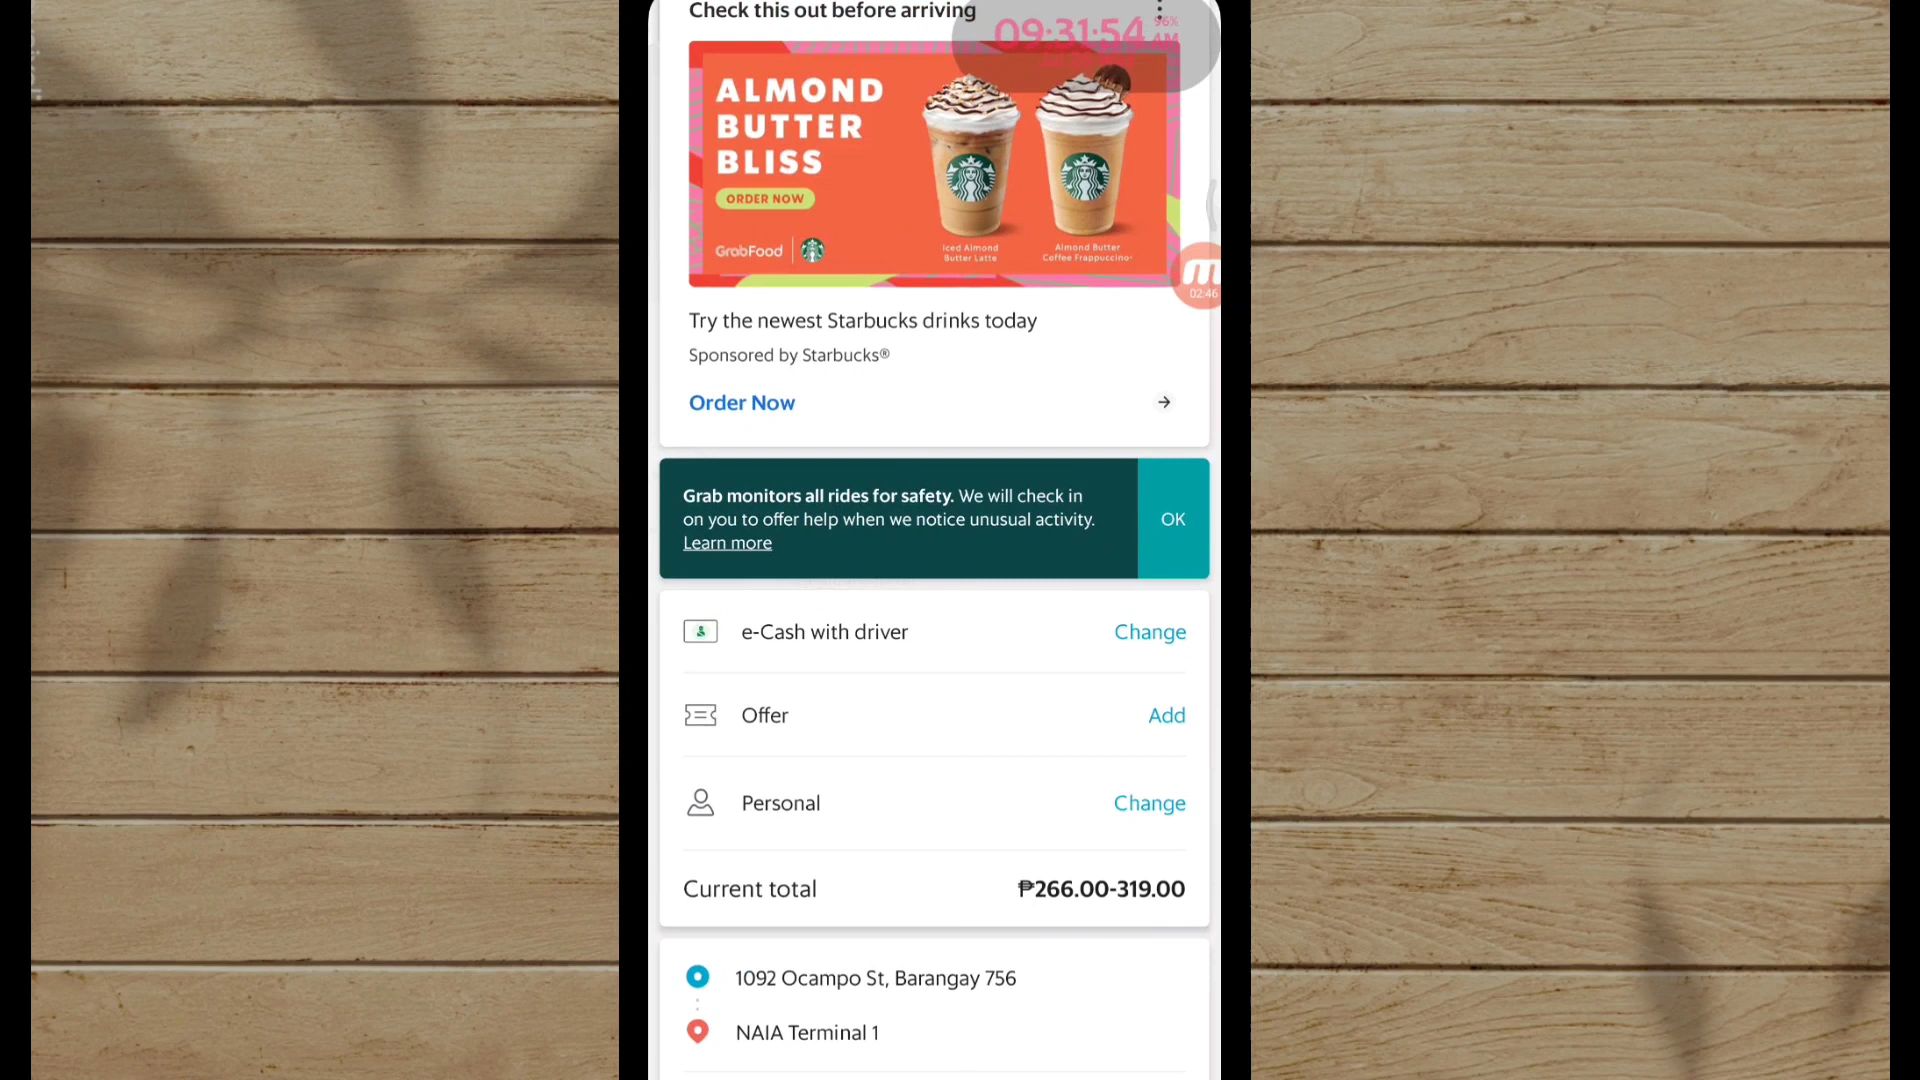 Check this out before arriving
09:31:54
96%
AM
ALMOND
BUTTER
BLISS
ORDER NOW
GrabFood
Iced Almond
Butter Latte
Almond Butter
Coffee Frappuccino
02:46
Try the newest Starbucks drinks today
Sponsored by Starbucks®
Order Now
Grab monitors all rides for safety. We will check in
on you to offer help when we notice unusual activity.
Learn more
OK
e-Cash with driver
Change
Offer
Add
Personal
Change
Current total
₱266.00-319.00
1092 Ocampo St, Barangay 756
NAIA Terminal 1